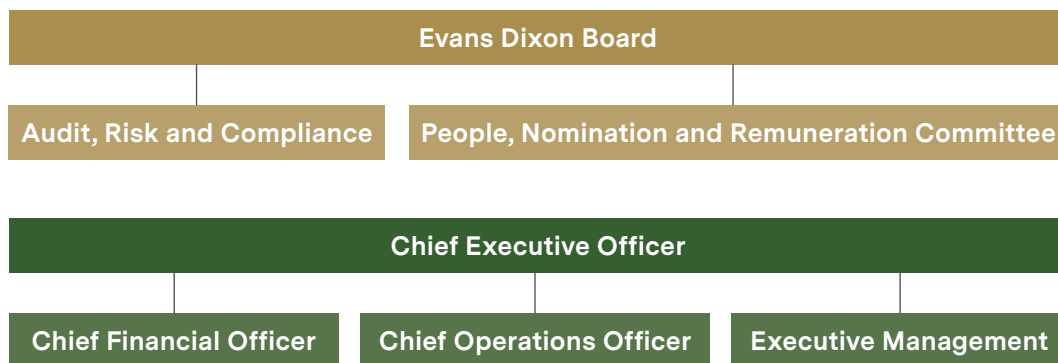 Evans Dixon Board
Audit, Risk and Compliance
People, Nomination and Remuneration Committee
Chief Executive Officer
Chief Financial Officer
Chief Operations Officer
Executive Management